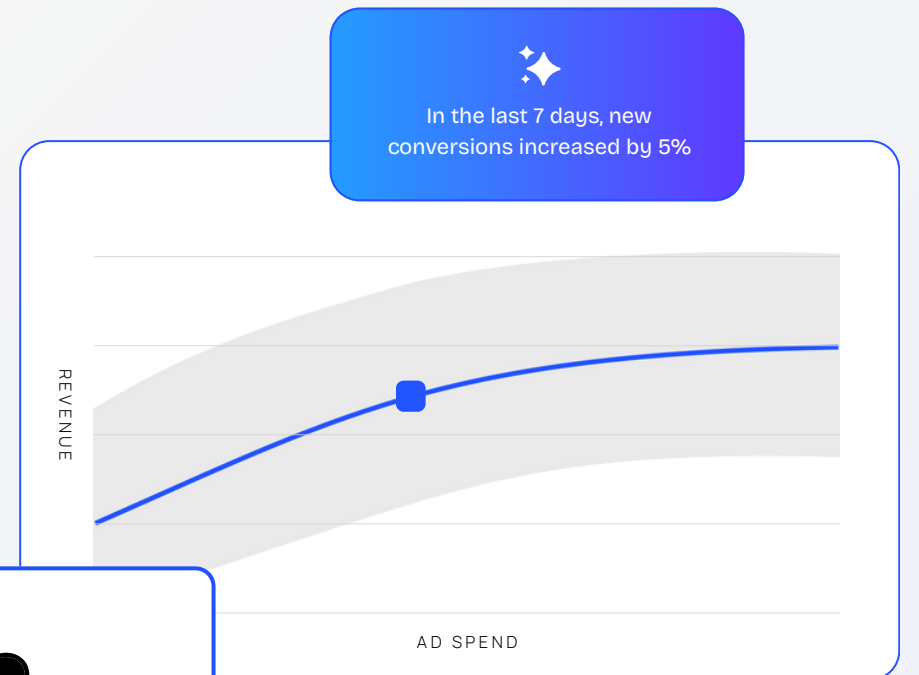 In the last 7 days, new
conversions increased by 5%
REVENUE
AD SPEND